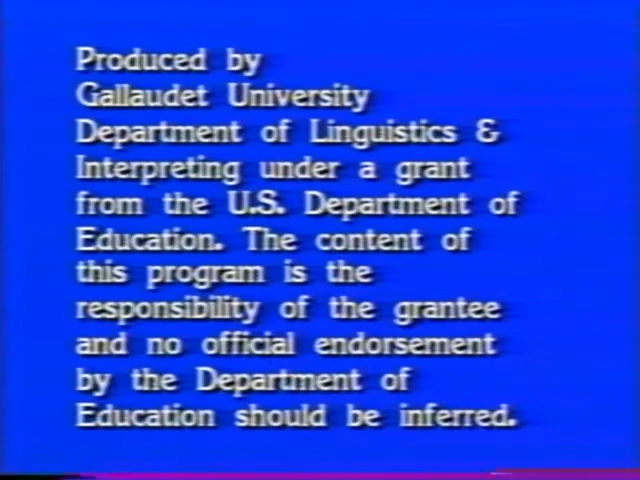 Produced by
Gallaudet University
Department of Linguistics &
Interpreting under a grant
from the U.S. Department of
Education. The content of
this program is the
responsibility of the grantee
and no official endorsement
by the Department of
Education should be inferred.